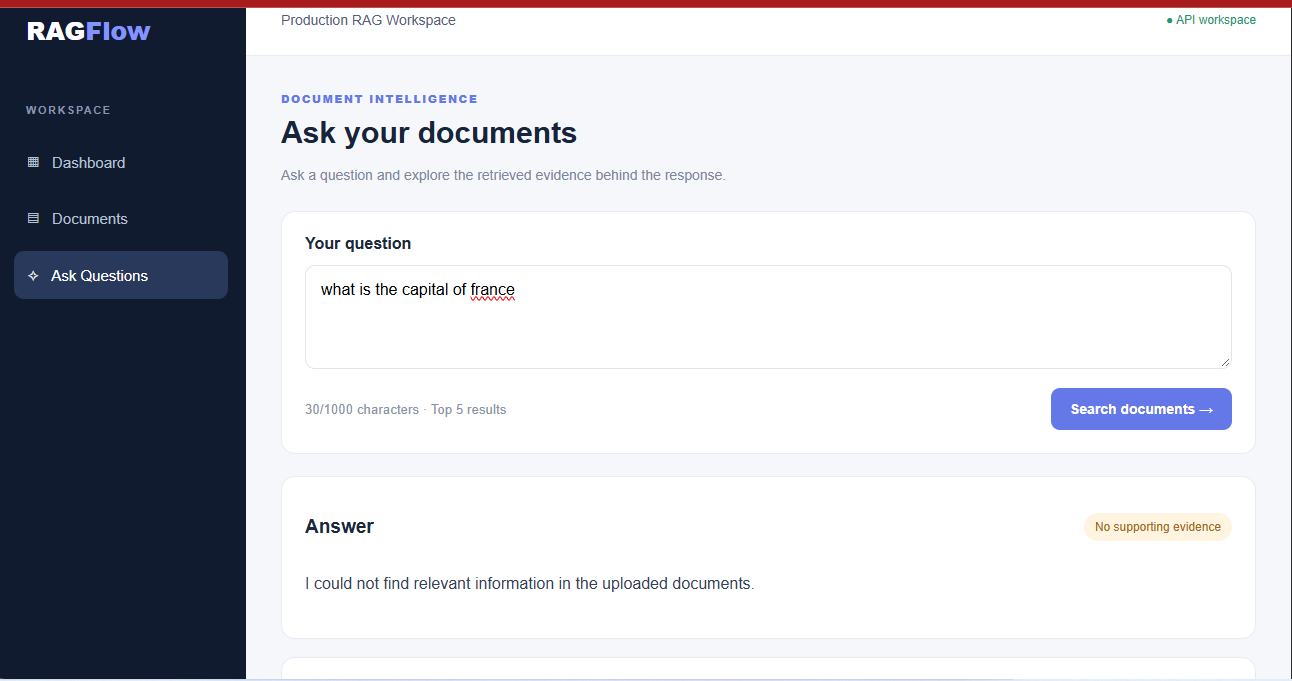 RAGFlow
Production RAG Workspace
● API workspace
WORKSPACE
Dashboard
Documents
Ask Questions
DOCUMENT INTELLIGENCE
Ask your documents
Ask a question and explore the retrieved evidence behind the response.
Your question
what is the capital of france
30/1000 characters · Top 5 results
Search documents →
Answer
No supporting evidence
I could not find relevant information in the uploaded documents.